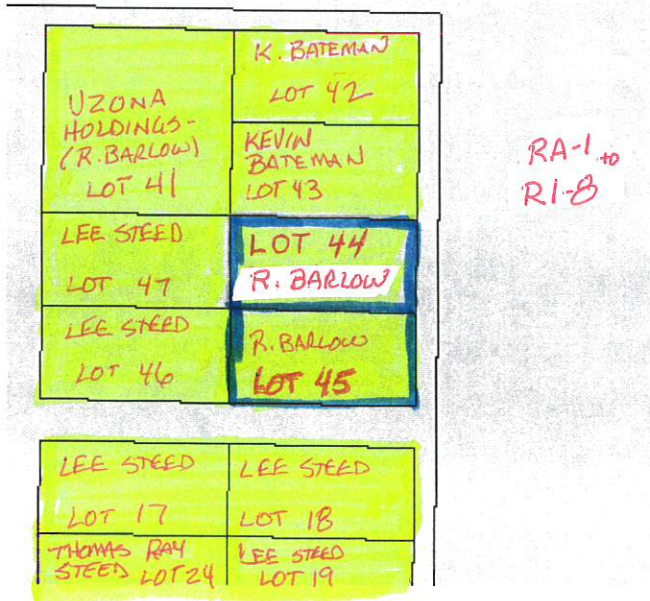 K. BATEMAN
LOT 42
UZONA
HOLDINGS-
(R. BARLOW)
LOT 41
KEVIN
BATEMAN
LOT 43
RA-1 to
R1-8
LEE STEED
LOT 47
LOT 44
R. BARLOW
LEE STEED
LOT 46
R. BARLOW
LOT 45
LEE STEED
LOT 17
LEE STEED
LOT 18
THOMAS RAY
STEED LOT 24
LEE STEED
LOT 19